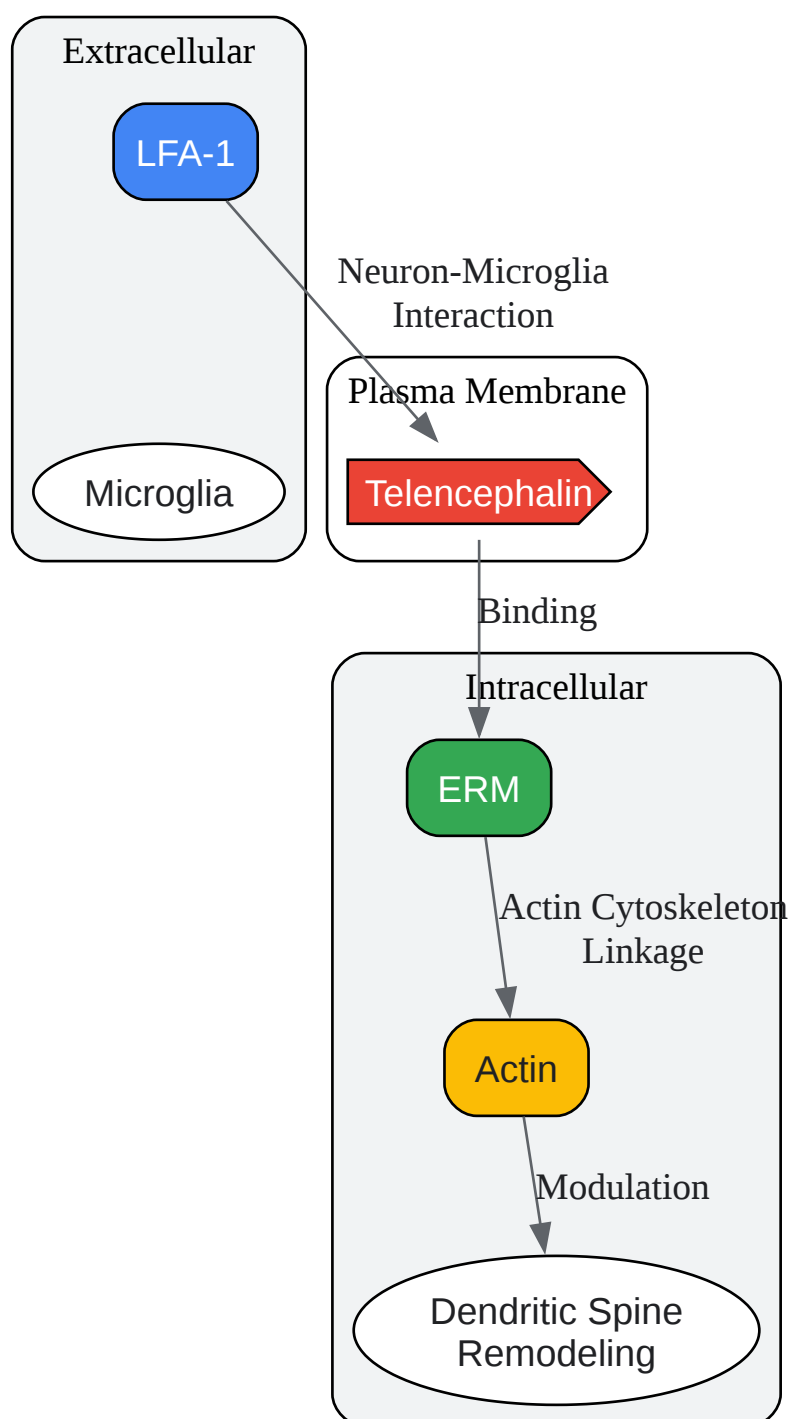 Extracellular
LFA-1
Neuron-Microglia
Interaction
Plasma Membrane
Microglia
Telencephalin
Binding
Intracellular
ERM
Actin Cytoskeleton
Linkage
Actin
Modulation
Dendritic Spine
Remodeling